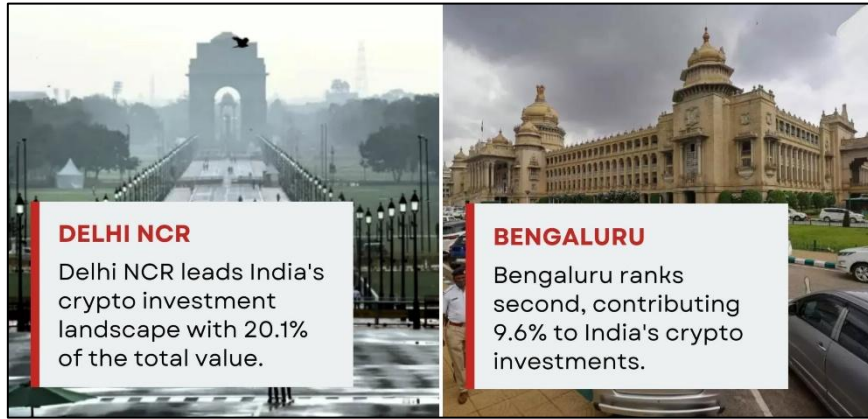 DELHI NCR
Delhi NCR leads India's
crypto investment
landscape with 20.1%
of the total value.
BENGALURU
Bengaluru ranks
second, contributing
9.6% to India's crypto
investments.